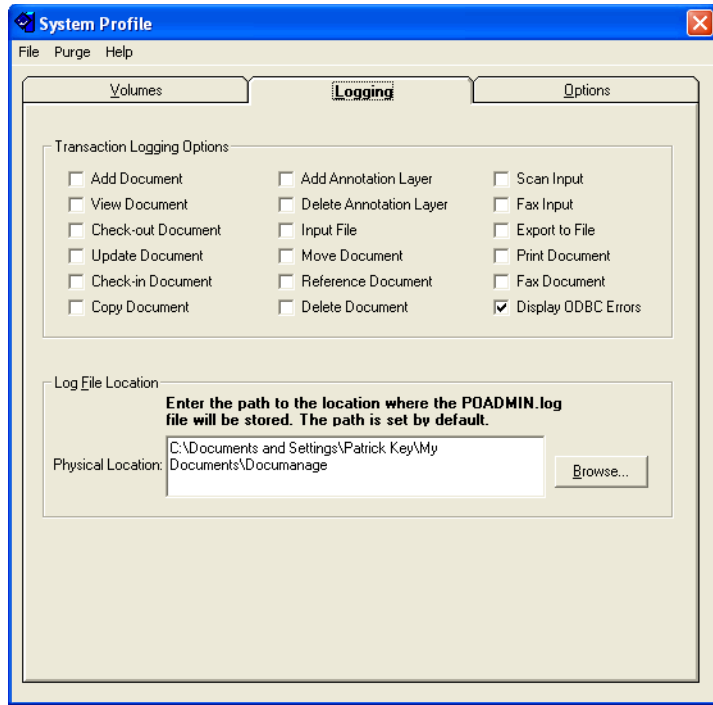 System Profile
File Purge Help
Volumes Logging Options
Transaction Logging Options
Add Document Add Annotation Layer Scan Input
View Document Delete Annotation Layer Fax Input
Check-out Document Input File Export to File
Update Document Move Document Print Document
Check-in Document Reference Document Fax Document
Copy Document Delete Document Display ODBC Errors
Log File Location
Enter the path to the location where the POADMIN.log
file will be stored. The path is set by default.
C:\Documents and Settings\Patrick Key\My
Physical Location: Documents\Documanage
Browse...